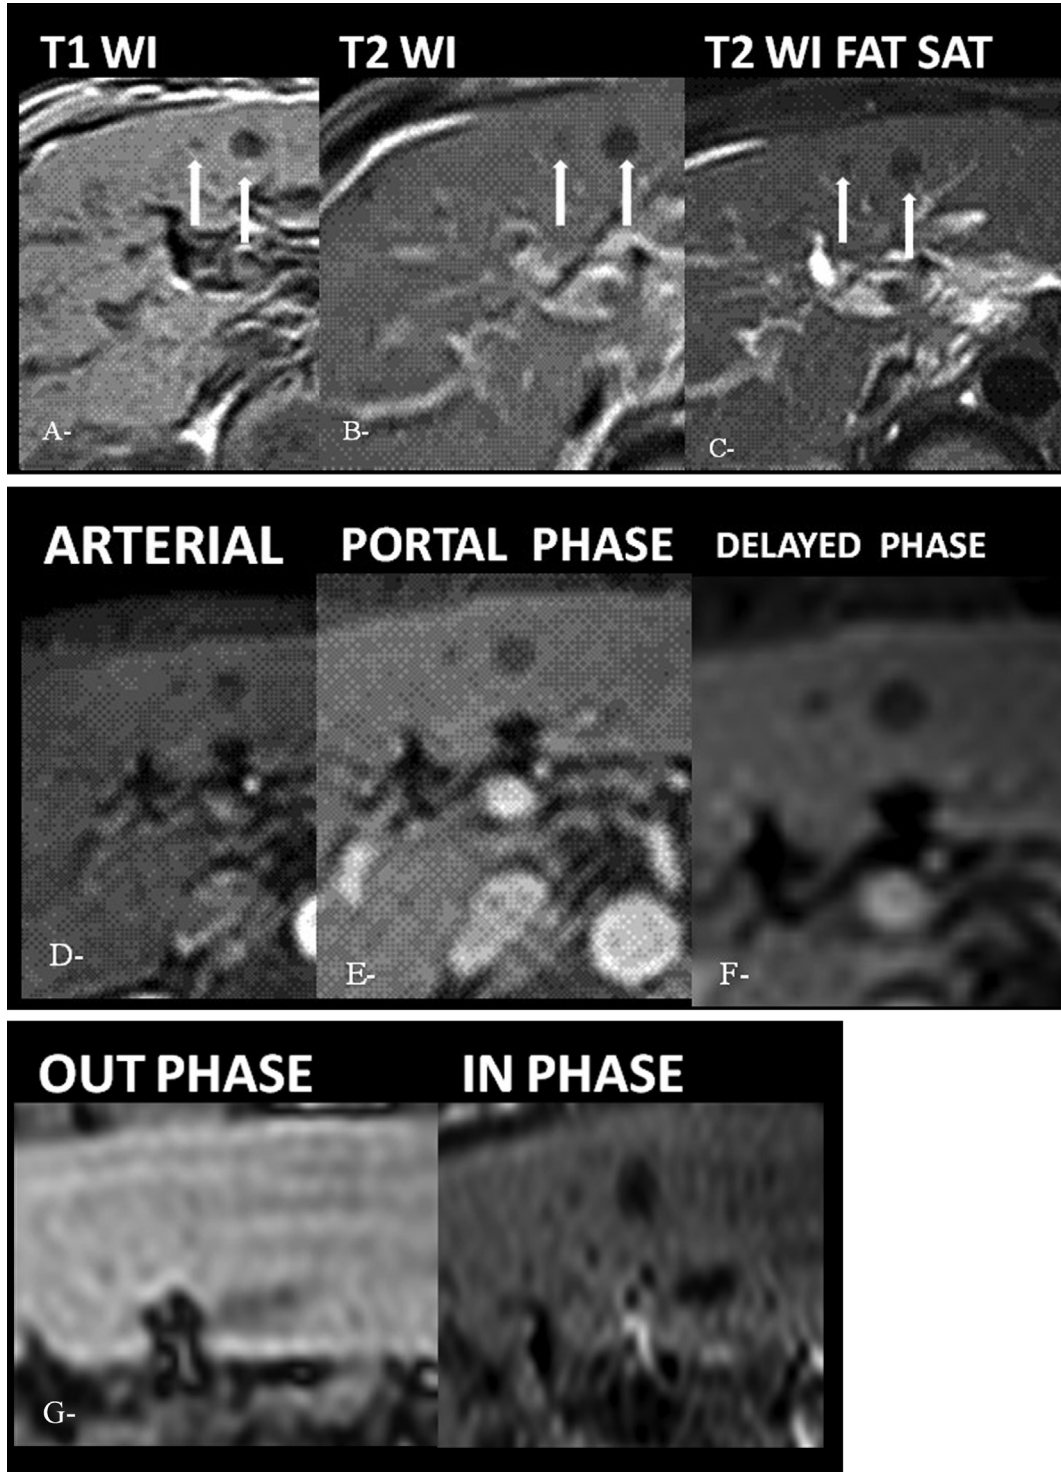 T1 WI
T2 WI
T2 WI FAT SAT
A-
B-
C-
ARTERIAL
PORTAL PHASE
DELAYED PHASE
D-
E-
F-
OUT PHASE
IN PHASE
G-